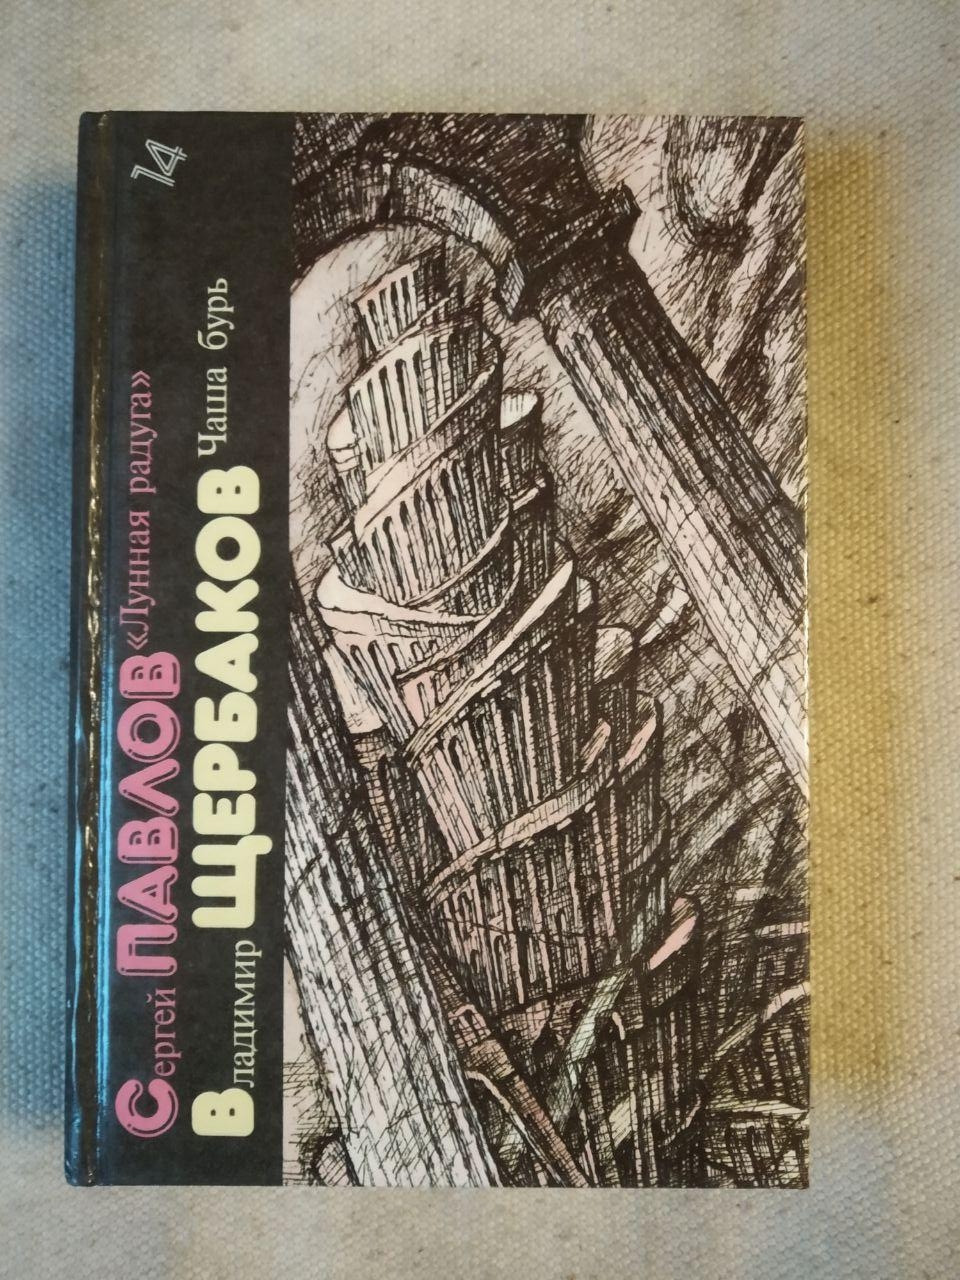 14
Сергей ПАВЛОВ «Лунная радуга»
Владимир ЩЕРБАКОВ Чаша бурь